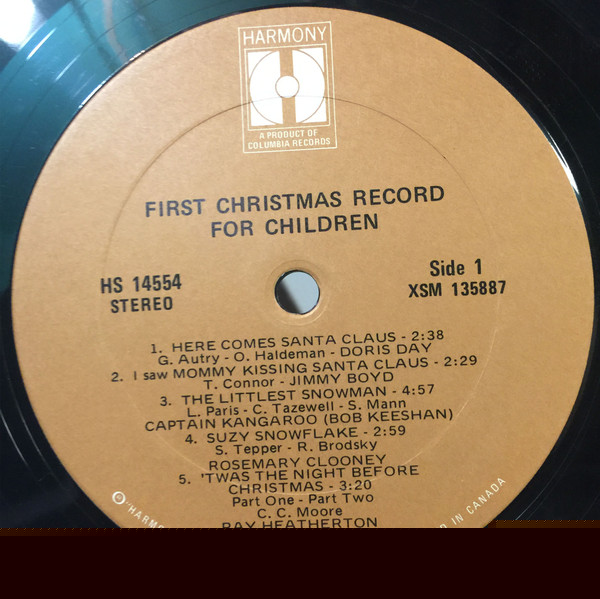 HARMONY
A PRODUCT OF
COLUMBIA RECORDS
FIRST CHRISTMAS RECORD
FOR CHILDREN
HS 14554
STEREO
Side 1
XSM 135887
1. HERE COMES SANTA CLAUS - 2:38
G. Autry - O. Haldeman - DORIS DAY
2. I saw MOMMY KISSING SANTA CLAUS - 2:29
T. Connor - JIMMY BOYD
3. THE LITTLEST SNOWMAN - 4:57
L. Paris - C. Tazewell - S. Mann
CAPTAIN KANGAROO (BOB KEESHAN)
4. SUZY SNOWFLAKE - 2:59
S. Tepper - R. Brodsky
ROSEMARY CLOONEY
5. 'TWAS THE NIGHT BEFORE
CHRISTMAS - 3:20
Part One - Part Two
C. C. Moore
RAY HEATHERTON
"HARM
IN CANADA